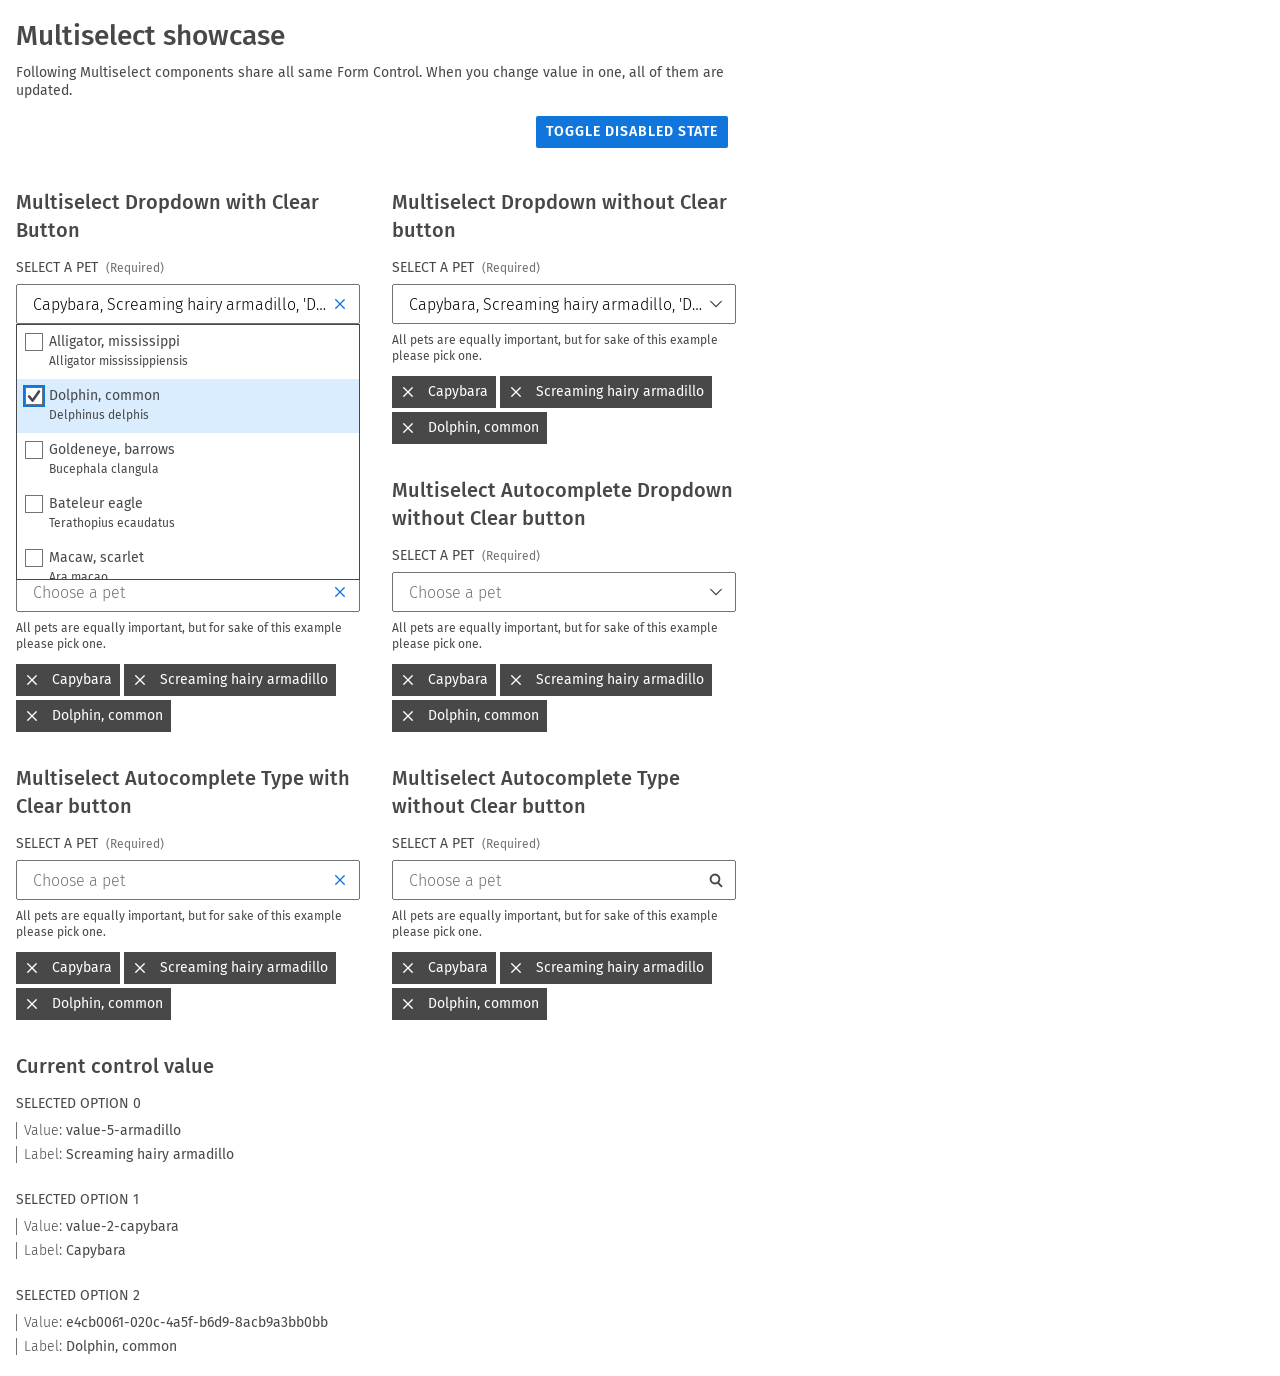 Multiselect showcase
Following Multiselect components share all same Form Control. When you change value in one, all of them are
updated.
TOGGLE DISABLED STATE
Multiselect Dropdown with Clear
Button
SELECT A PET (Required)
Capybara, Screaming hairy armadillo, 'D...
Alligator, mississippi
Alligator mississippiensis
Dolphin, common
Delphinus delphis
Goldeneye, barrows
Bucephala clangula
Bateleur eagle
Terathopius ecaudatus
Macaw, scarlet
Ara macao
Multiselect Dropdown without Clear
button
SELECT A PET (Required)
Capybara, Screaming hairy armadillo, 'D...
All pets are equally important, but for sake of this example
please pick one.
Capybara
Screaming hairy armadillo
Dolphin, common
Choose a pet
All pets are equally important, but for sake of this example
please pick one.
Capybara
Screaming hairy armadillo
Dolphin, common
Multiselect Autocomplete Dropdown
without Clear button
SELECT A PET (Required)
Choose a pet
All pets are equally important, but for sake of this example
please pick one.
Capybara
Screaming hairy armadillo
Dolphin, common
Multiselect Autocomplete Type with
Clear button
SELECT A PET (Required)
Choose a pet
All pets are equally important, but for sake of this example
please pick one.
Capybara
Screaming hairy armadillo
Dolphin, common
Multiselect Autocomplete Type
without Clear button
SELECT A PET (Required)
Choose a pet
All pets are equally important, but for sake of this example
please pick one.
Capybara
Screaming hairy armadillo
Dolphin, common
Current control value
SELECTED OPTION 0
Value: value-5-armadillo
Label: Screaming hairy armadillo
SELECTED OPTION 1
Value: value-2-capybara
Label: Capybara
SELECTED OPTION 2
Value: e4cb0061-020c-4a5f-b6d9-8acb9a3bb0bb
Label: Dolphin, common